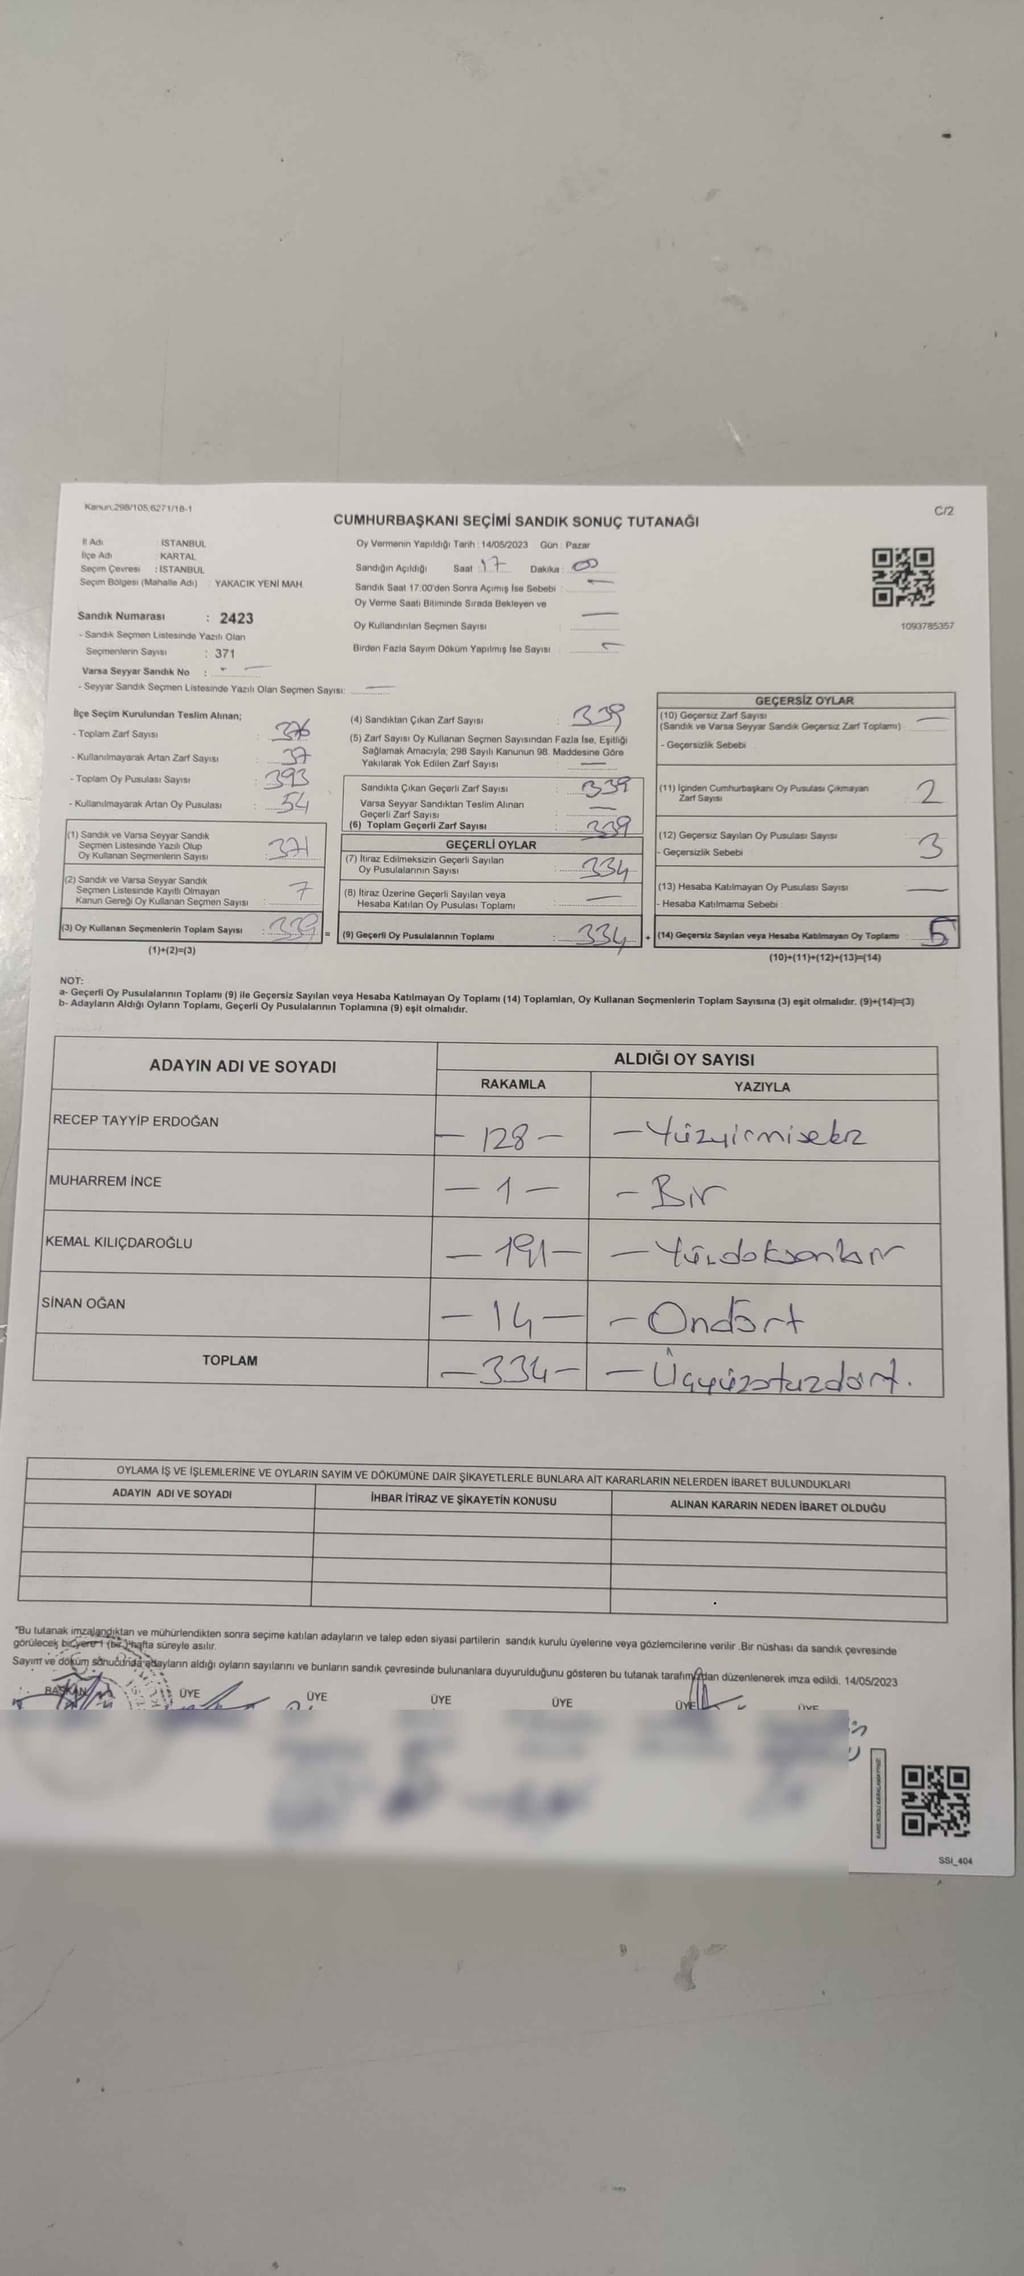 Kanun.298/105,6271/18-1
C/2
CUMHURBAŞKANI SEÇİMİ SANDIK SONUÇ TUTANAĞI
İl Adı : İSTANBUL
İlçe Adı : KARTAL
Seçim Çevresi : İSTANBUL
Seçim Bölgesi (Mahalle Adı) : YAKACIK YENİ MAH.
Oy Vermenin Yapıldığı Tarih : 14/05/2023 Gün : Pazar
Sandığın Açıldığı Saat : 17 Dakika : 00
Sandık Saat 17:00'den Sonra Açılmış İse Sebebi : —
Oy Verme Saati Bitiminde Sırada Bekleyen ve
Oy Kullandırılan Seçmen Sayısı : —
Birden Fazla Sayım Döküm Yapılmış İse Sayısı : —
1093785357
Sandık Numarası : 2423
- Sandık Seçmen Listesinde Yazılı Olan
Seçmenlerin Sayısı : 371
Varsa Seyyar Sandık No : - —
- Seyyar Sandık Seçmen Listesinde Yazılı Olan Seçmen Sayısı: —
İlçe Seçim Kurulundan Teslim Alınan;
- Toplam Zarf Sayısı : 376
- Kullanılmayarak Artan Zarf Sayısı : 37
- Toplam Oy Pusulası Sayısı : 393
- Kullanılmayarak Artan Oy Pusulası : 54
(1) Sandık ve Varsa Seyyar Sandık
Seçmen Listesinde Yazılı Olup
Oy Kullanan Seçmenlerin Sayısı : 371
(2) Sandık ve Varsa Seyyar Sandık
Seçmen Listesinde Kayıtlı Olmayan
Kanun Gereği Oy Kullanan Seçmen Sayısı : 7
(3) Oy Kullanan Seçmenlerin Toplam Sayısı : 339 =
(1)+(2)=(3)
(4) Sandıktan Çıkan Zarf Sayısı : 339
(5) Zarf Sayısı Oy Kullanan Seçmen Sayısından Fazla İse, Eşitliği
Sağlamak Amacıyla, 298 Sayılı Kanunun 98. Maddesine Göre
Yakılarak Yok Edilen Zarf Sayısı : —
Sandıkta Çıkan Geçerli Zarf Sayısı : 339
Varsa Seyyar Sandıktan Teslim Alınan
Geçerli Zarf Sayısı : —
(6) Toplam Geçerli Zarf Sayısı : 339
GEÇERLİ OYLAR
(7) İtiraz Edilmeksizin Geçerli Sayılan
Oy Pusulalarının Sayısı : 334
(8) İtiraz Üzerine Geçerli Sayılan veya
Hesaba Katılan Oy Pusulası Toplamı : —
(9) Geçerli Oy Pusulalarının Toplamı : 334 +
GEÇERSİZ OYLAR
(10) Geçersiz Zarf Sayısı : —
(Sandık ve Varsa Seyyar Sandık Geçersiz Zarf Toplamı)
- Geçersizlik Sebebi
(11) İçinden Cumhurbaşkanı Oy Pusulası Çıkmayan
Zarf Sayısı : 2
(12) Geçersiz Sayılan Oy Pusulası Sayısı : 3
- Geçersizlik Sebebi
(13) Hesaba Katılmayan Oy Pusulası Sayısı : —
- Hesaba Katılmama Sebebi
(14) Geçersiz Sayılan veya Hesaba Katılmayan Oy Toplamı : 5
(10)+(11)+(12)+(13)=(14)
NOT:
a- Geçerli Oy Pusulalarının Toplamı (9) ile Geçersiz Sayılan veya Hesaba Katılmayan Oy Toplamı (14) Toplamları, Oy Kullanan Seçmenlerin Toplam Sayısına (3) eşit olmalıdır. (9)+(14)=(3)
b- Adayların Aldığı Oyların Toplamı, Geçerli Oy Pusulalarının Toplamına (9) eşit olmalıdır.
ADAYIN ADI VE SOYADI ALDIĞI OY SAYISI
RAKAMLA YAZIYLA
RECEP TAYYİP ERDOĞAN — 128 — — Yüzyirmisekiz
MUHARREM İNCE — 1 — — Bir
KEMAL KILIÇDAROĞLU — 191 — — Yüzdoksanbir
SİNAN OĞAN — 14 — — Ondört
TOPLAM — 334 — — Üçyüzotuzdört.
OYLAMA İŞ VE İŞLEMLERİNE VE OYLARIN SAYIM VE DÖKÜMÜNE DAİR ŞİKAYETLERLE BUNLARA AİT KARARLARIN NELERDEN İBARET BULUNDUKLARI
ADAYIN ADI VE SOYADI İHBAR İTİRAZ VE ŞİKAYETİN KONUSU ALINAN KARARIN NEDEN İBARET OLDUĞU
"Bu tutanak imzalandıktan ve mühürlendikten sonra seçime katılan adayların ve talep eden siyasi partilerin sandık kurulu üyelerine veya gözlemcilerine verilir .Bir nüshası da sandık çevresinde
görülecek bir yere 1 (bir) hafta süreyle asılır.
Sayım ve döküm sonucunda adayların aldığı oyların sayılarını ve bunların sandık çevresinde bulunanlara duyurulduğunu gösteren bu tutanak tarafımızdan düzenlenerek imza edildi. 14/05/2023
BAŞKAN ÜYE ÜYE ÜYE ÜYE ÜYE ÜYE
SSI_404